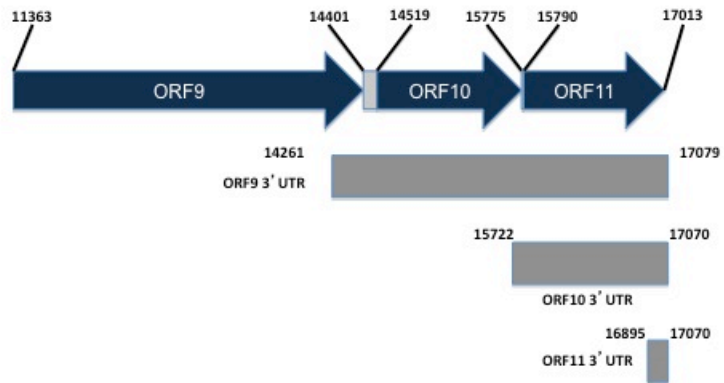 11363 14401 14519 15775 15790 17013
ORF9 ORF10 ORF11
14261 17079
ORF9 3' UTR
15722 17070
ORF10 3' UTR
16895 17070
ORF11 3' UTR